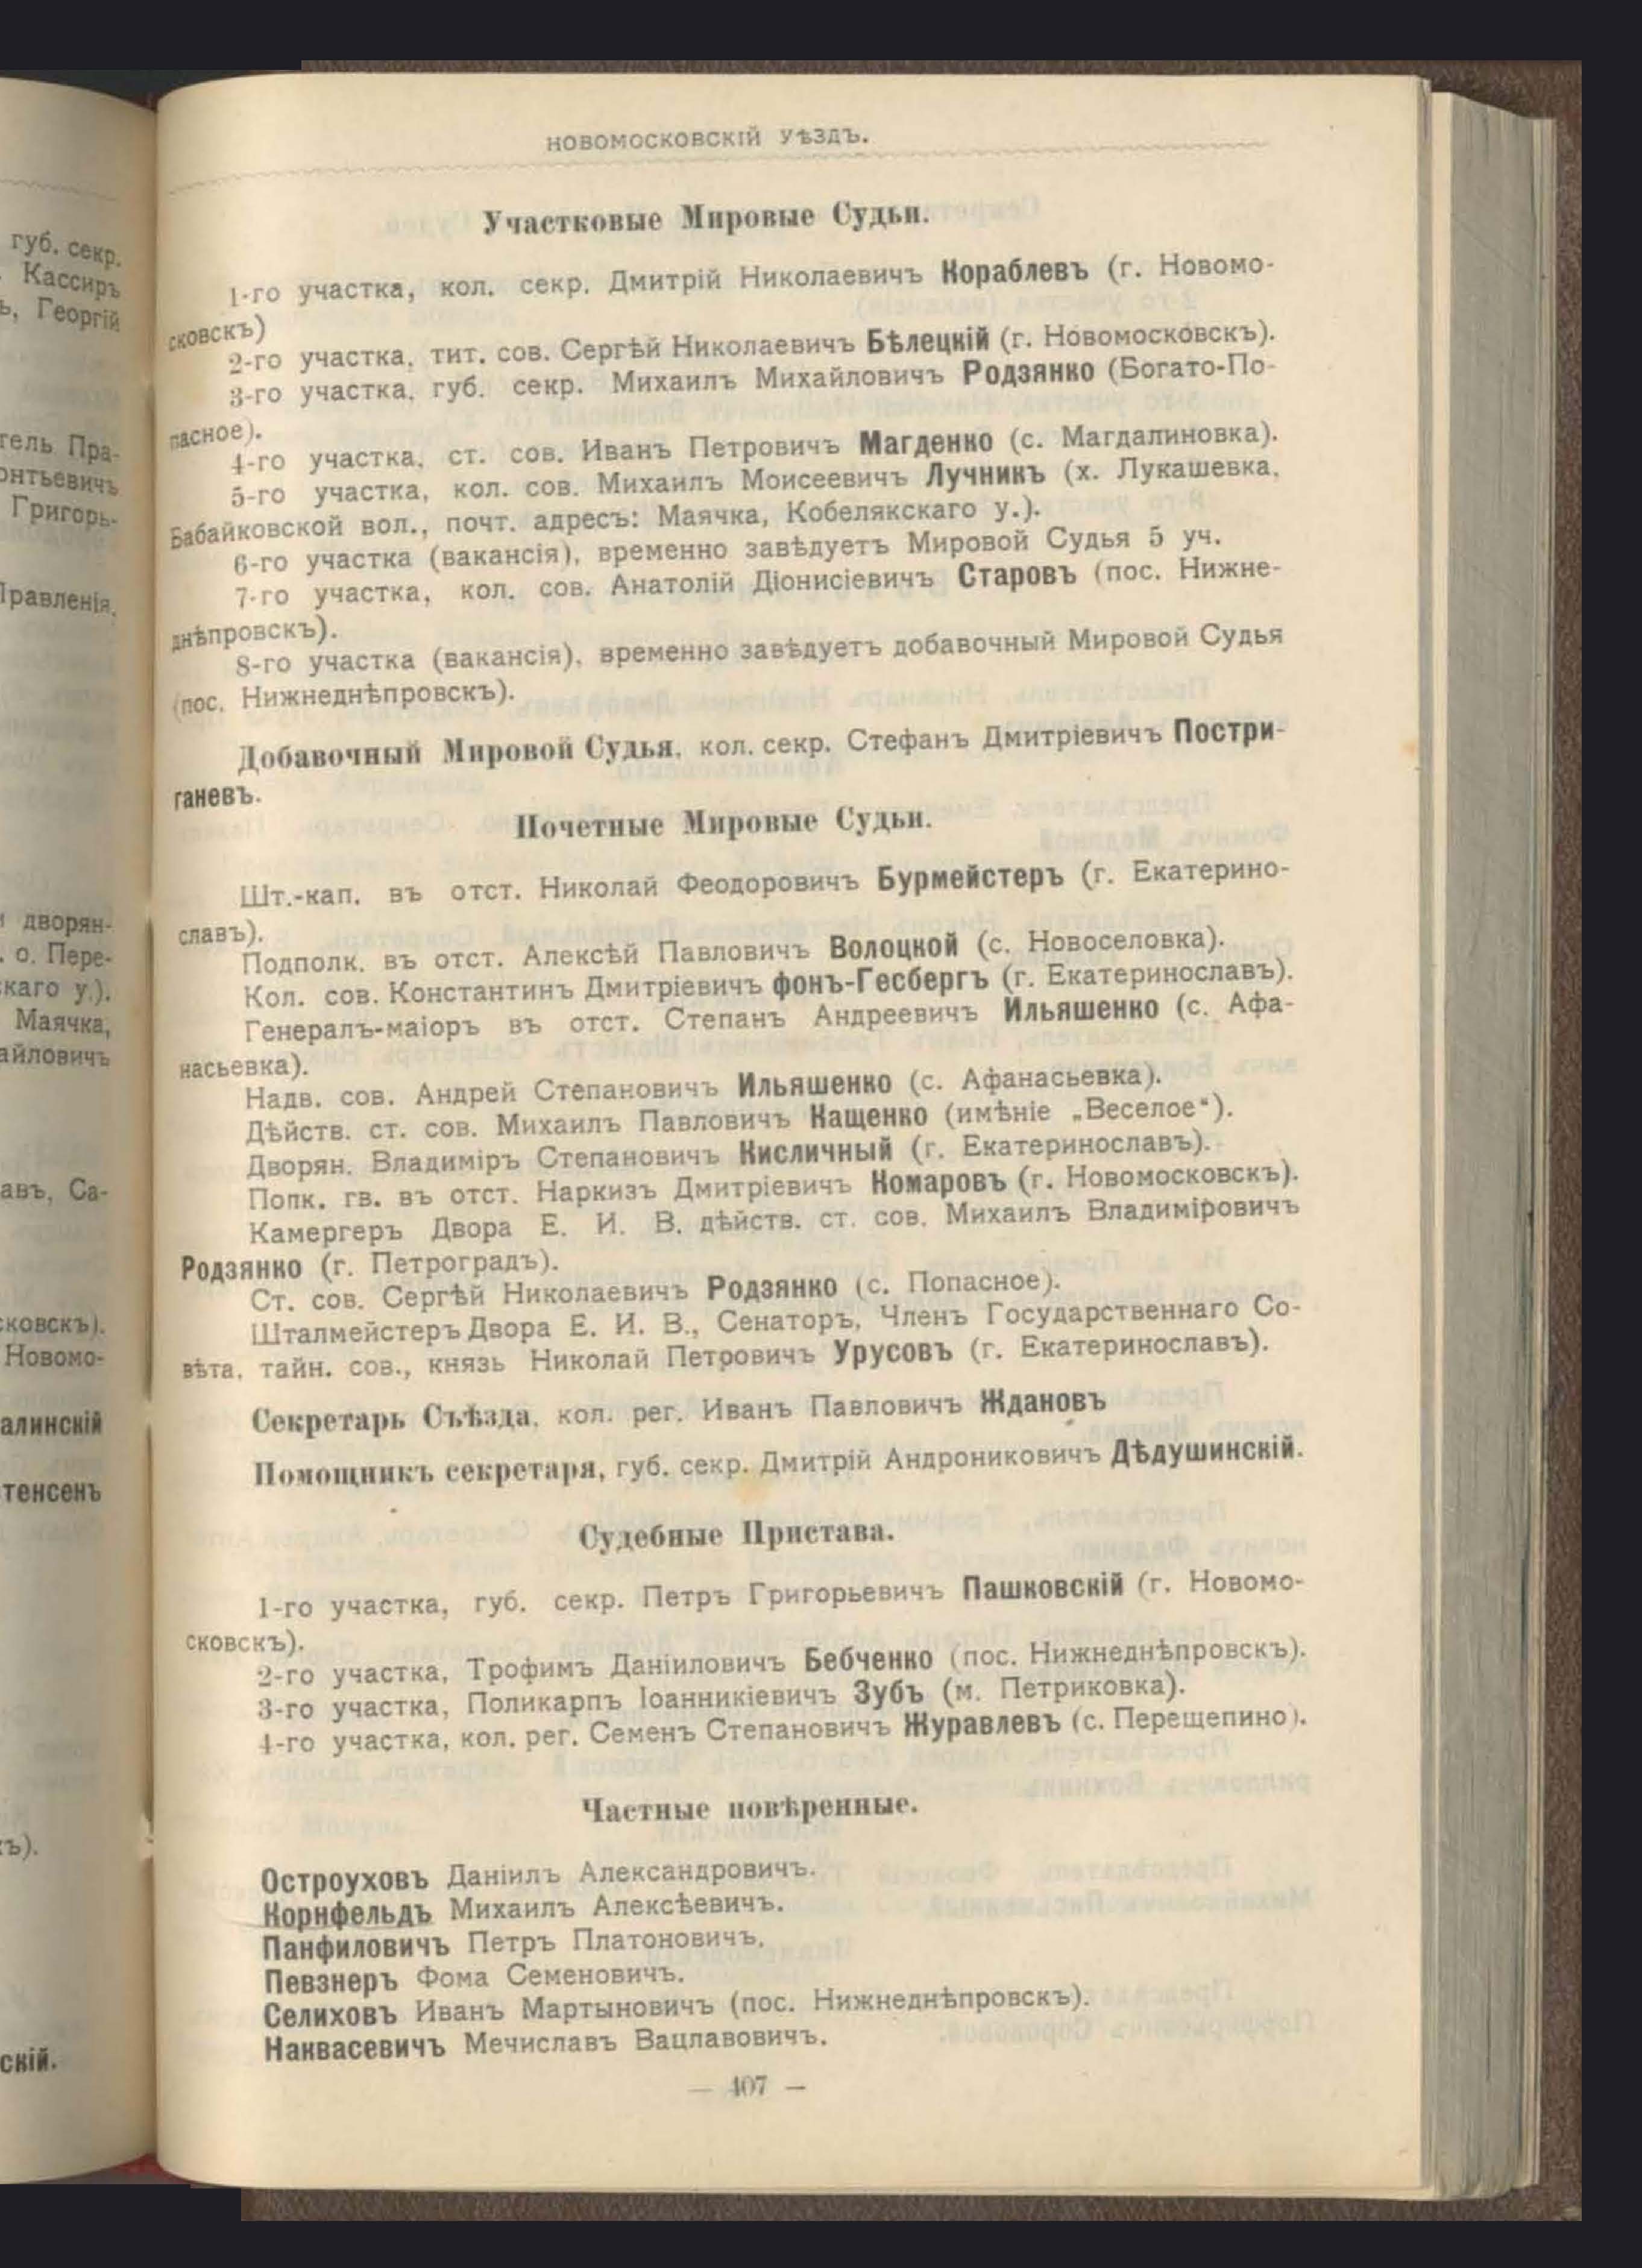 НОВОМОСКОВСКІЙ УѢЗДЪ.
Участковые Мировые Судьи.
1-го участка, кол. секр. Дмитрій Николаевичъ Кораблевъ (г. Новомо-
сковскъ)
2-го участка, тит. сов. Сергѣй Николаевичъ Бѣлецкій (г. Новомосковскъ).
3-го участка, губ. секр. Михаилъ Михайловичъ Родзянко (Богато-По-
пасное).
4-го участка, ст. сов. Иванъ Петровичъ Магденко (с. Магдалиновка).
5-го участка, кол. сов. Михаилъ Моисеевичъ Лучникъ (х. Лукашевка,
Бабайковской вол., почт. адресъ: Маячка, Кобелякскаго у.).
6-го участка (вакансія), временно завѣдуетъ Мировой Судья 5 уч.
7-го участка, кол. сов. Анатолій Діонисіевичъ Старовъ (пос. Нижне-
днѣпровскъ).
8-го участка (вакансія), временно завѣдуетъ добавочный Мировой Судья
(пос. Нижнеднѣпровскъ).
Добавочный Мировой Судья, кол. секр. Стефанъ Дмитріевичъ Постри-
ганевъ.
Почетные Мировые Судьи.
Шт.-кап. въ отст. Николай Феодоровичъ Бурмейстеръ (г. Екатерино-
славъ).
Подполк. въ отст. Алексѣй Павловичъ Волоцкой (с. Новоселовка).
Кол. сов. Константинъ Дмитріевичъ фонъ-Гесбергъ (г. Екатеринославъ).
Генералъ-маіоръ въ отст. Степанъ Андреевичъ Ильяшенко (с. Афа-
насьевка).
Надв. сов. Андрей Степановичъ Ильяшенко (с. Афанасьевка).
Дѣйств. ст. сов. Михаилъ Павловичъ Кащенко (имѣніе „Веселое“).
Дворян. Владиміръ Степановичъ Кисличный (г. Екатеринославъ).
Попк. гв. въ отст. Наркизъ Дмитріевичъ Комаровъ (г. Новомосковскъ).
Камергеръ Двора Е. И. В. дѣйств. ст. сов. Михаилъ Владиміровичъ
Родзянко (г. Петроградъ).
Ст. сов. Сергѣй Николаевичъ Родзянко (с. Попасное).
Шталмейстеръ Двора Е. И. В., Сенаторъ, Членъ Государственнаго Со-
вѣта, тайн. сов., князь Николай Петровичъ Урусовъ (г. Екатеринославъ).
Секретарь Съѣзда, кол. рег. Иванъ Павловичъ Ждановъ
Помощникъ секретаря, губ. секр. Дмитрій Андрониковичъ Дѣдушинскій.
Судебные Пристава.
1-го участка, губ. секр. Петръ Григорьевичъ Пашковскій (г. Новомо-
сковскъ).
2-го участка, Трофимъ Даніиловичъ Бебченко (пос. Нижнеднѣпровскъ).
3-го участка, Поликарпъ Іоанникіевичъ Зубъ (м. Петриковка).
4-го участка, кол. рег. Семенъ Степановичъ Журавлевъ (с. Перещепино).
Частные повѣренные.
Остроуховъ Даніилъ Александровичъ.
Корнфельдъ Михаилъ Алексѣевичъ.
Панфиловичъ Петръ Платоновичъ.
Певзнеръ Фома Семеновичъ.
Селиховъ Иванъ Мартыновичъ (пос. Нижнеднѣпровскъ).
Наквасевичъ Мечиславъ Вацлавовичъ.
— 407 —